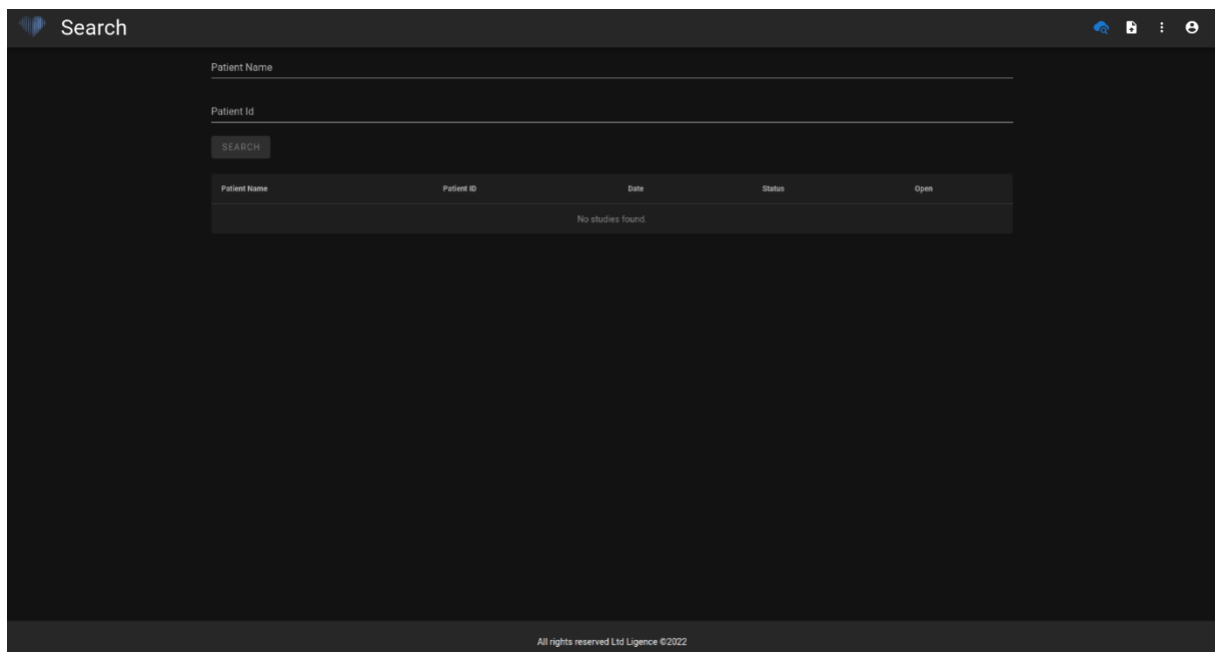 Search
Patient Name
Patient Id
SEARCH
Patient Name Patient ID Date Status Open
No studies found.
All rights reserved Ltd Ligence ©2022